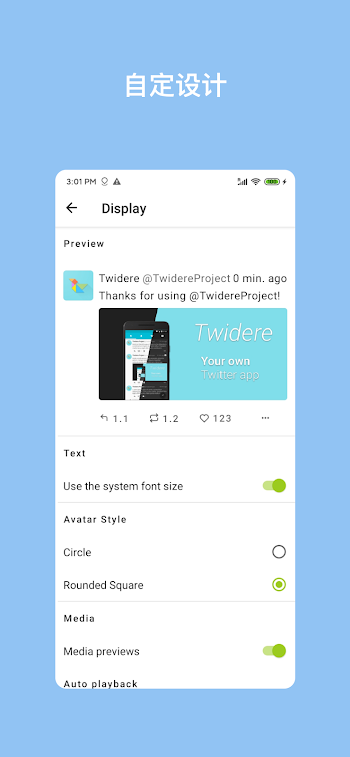 自定设计
3:01 PM
Display
Preview
Twidere @TwidereProject 0 min. ago
Thanks for using @TwidereProject!
Twidere
Your own
Twitter app
1.1 1.2 123
Text
Use the system font size
Avatar Style
Circle
Rounded Square
Media
Media previews
Auto playback